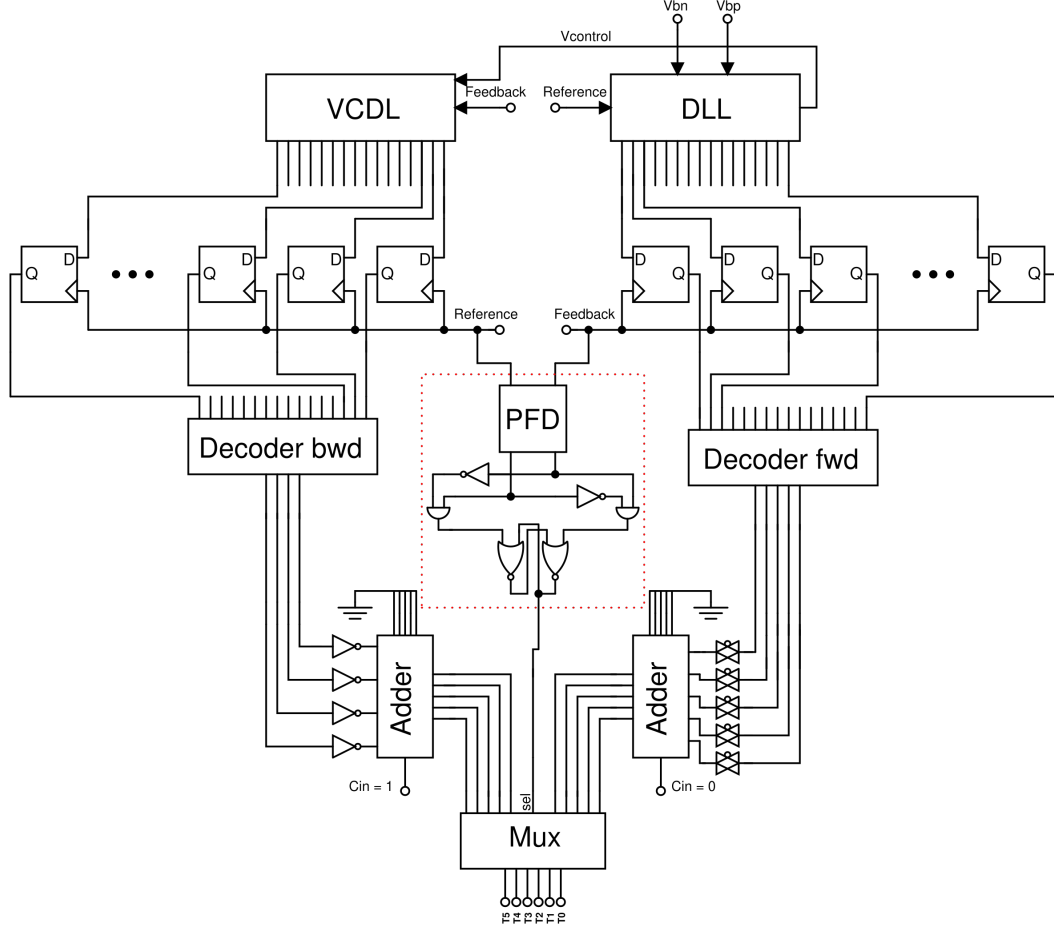 Vbn Vbp
Vcontrol
VCDL
Feedback
Reference
DLL
D
Q
D
Q
D
Q
D
Q
D
Q
D
Q
D
Q
D
Q
Reference
Feedback
PFD
Decoder bwd
Decoder fwd
Adder
Adder
Cin = 1
Cin = 0
sel
Mux
T5
T4
T3
T2
T1
T0